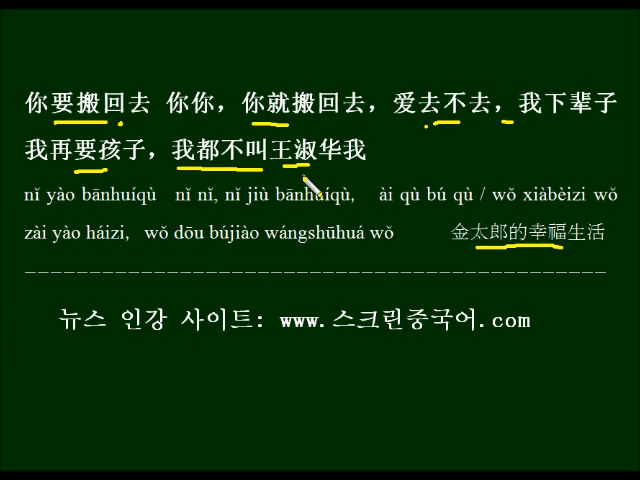 你要搬回去 你你，你就搬回去，爱去不去，我下辈子
我再要孩子，我都不叫王淑华我
nǐ yào bānhuíqù nǐ nǐ, nǐ jiù bānhuíqù, ài qù bú qù / wǒ xiàbèizi wǒ
zài yào háizi, wǒ dōu bújiào wángshūhuá wǒ 金太郎的幸福生活
뉴스 인강 사이트: www.스크린중국어.com